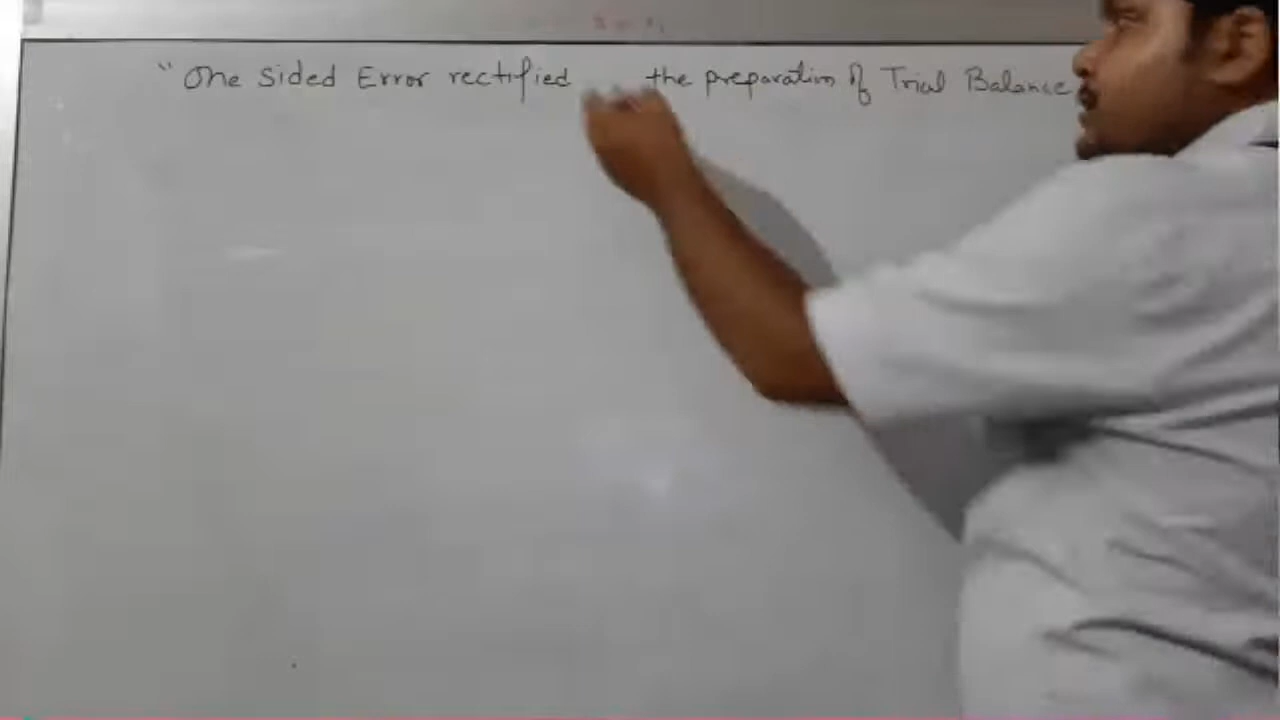 " One Sided Error rectified the preparation of Trial Balance